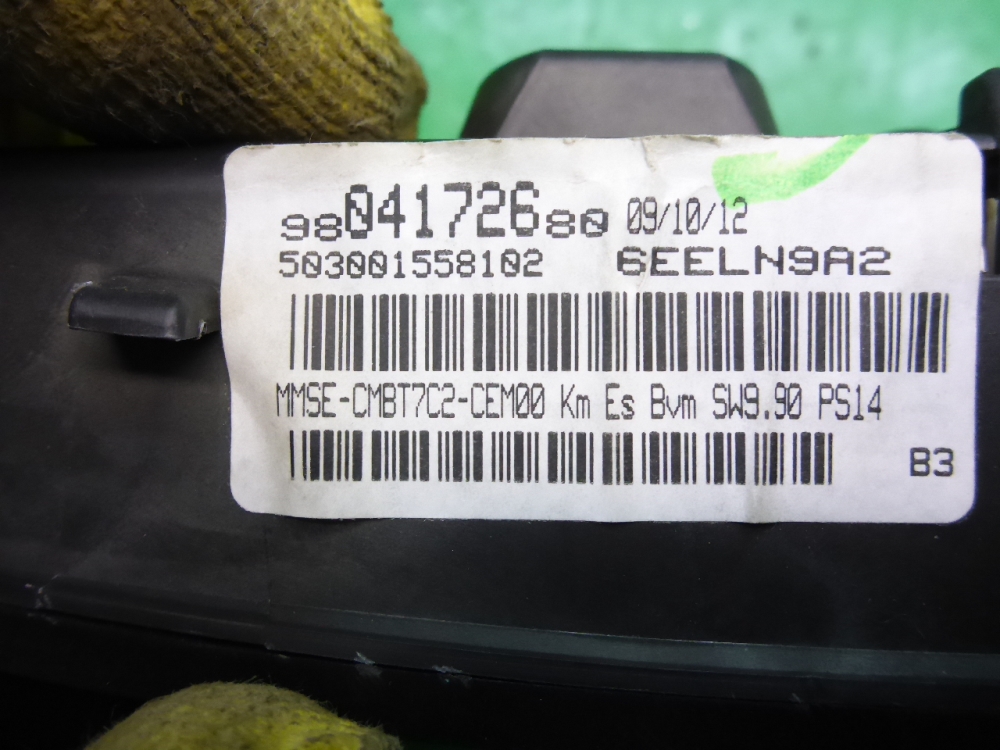 9804172680 09/10/12
503001558102 6EELN9A2
MMSE-CMBT7C2-CEM00 Km Es Bvm SW9.90 PS14
B3